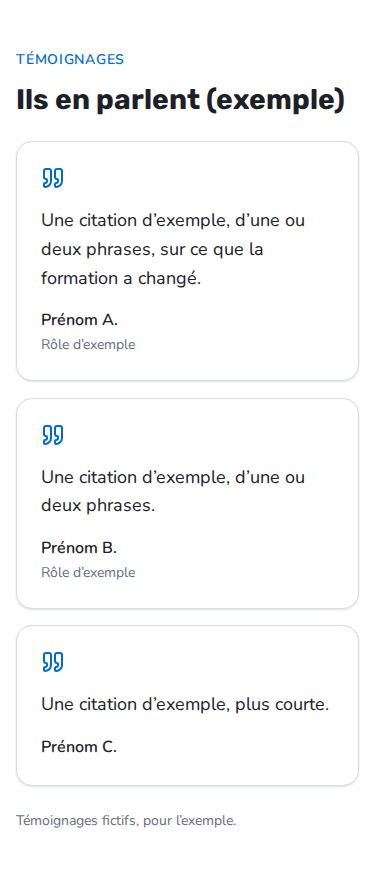 TÉMOIGNAGES
Ils en parlent (exemple)
Une citation d’exemple, d’une ou
deux phrases, sur ce que la
formation a changé.
Prénom A.
Rôle d’exemple
Une citation d’exemple, d’une ou
deux phrases.
Prénom B.
Rôle d’exemple
Une citation d’exemple, plus courte.
Prénom C.
Témoignages fictifs, pour l’exemple.